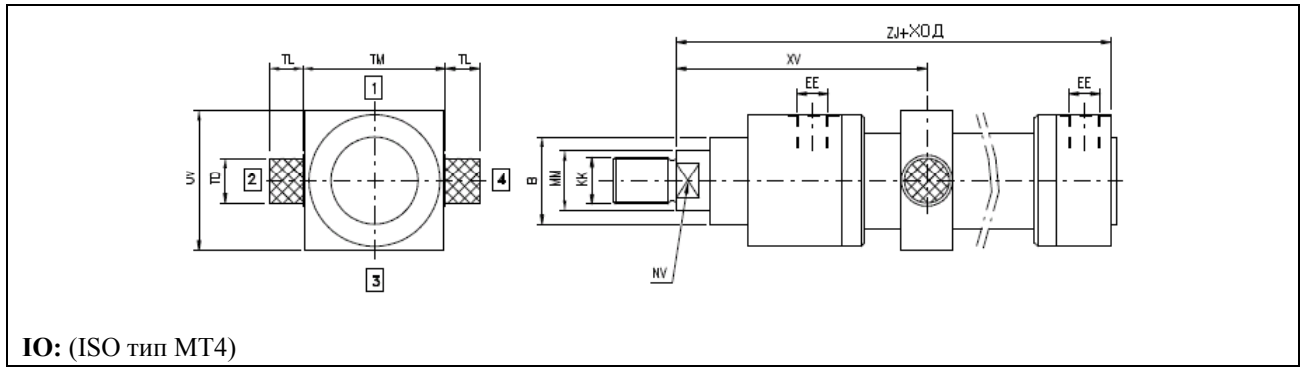 ZJ+ХОД
TL TM TL
XV
EE EE
1
UV
TD
2
4
B
MM
KK
3
NV
IO: (ISO тип MT4)